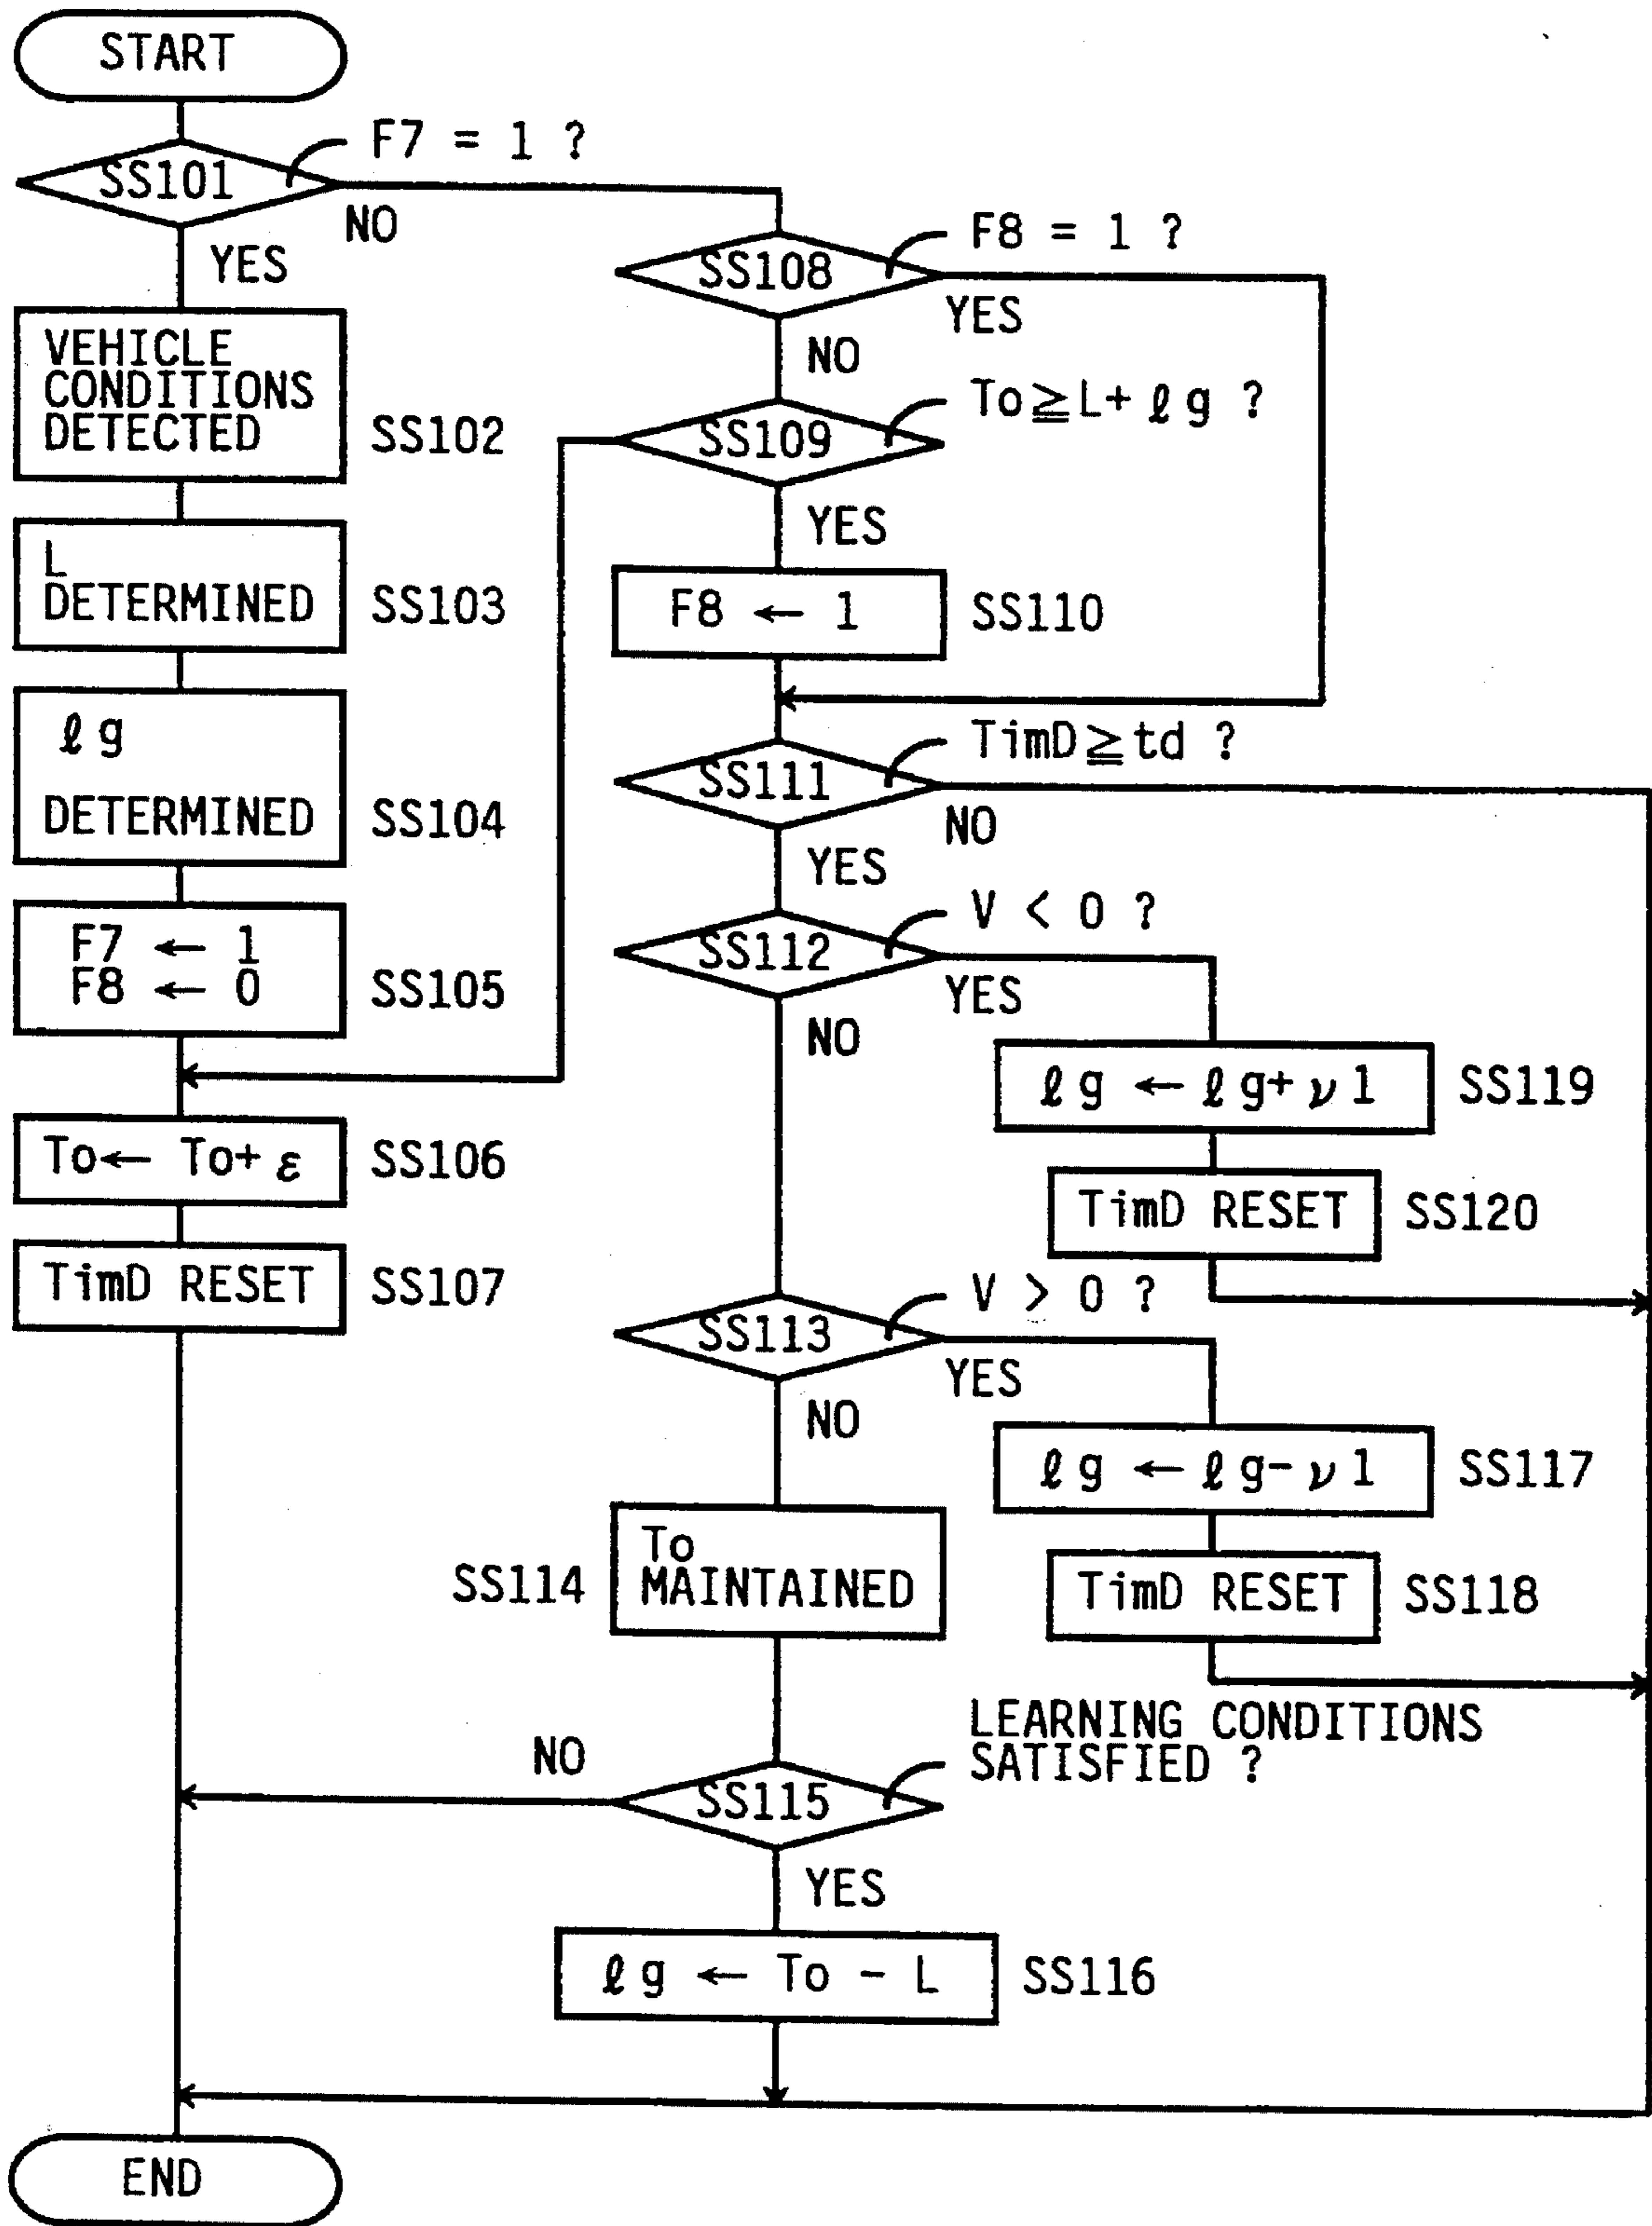 START
SS101
F7 = 1 ?
NO
YES
VEHICLE
CONDITIONS
DETECTED
SS102
L
DETERMINED
SS103
ℓg
DETERMINED
SS104
F7 ← 1
F8 ← 0
SS105
To ← To+ε
SS106
TimD RESET
SS107
SS108
F8 = 1 ?
YES
NO
SS109
To≧L+ℓg ?
YES
F8 ← 1
SS110
SS111
TimD≧td ?
NO
YES
SS112
V < 0 ?
YES
NO
ℓg ← ℓg+ν1
SS119
TimD RESET
SS120
SS113
V > 0 ?
YES
NO
ℓg ← ℓg-ν1
SS117
TimD RESET
SS118
SS114
To
MAINTAINED
SS115
LEARNING CONDITIONS
SATISFIED ?
NO
YES
ℓg ← To - L
SS116
END